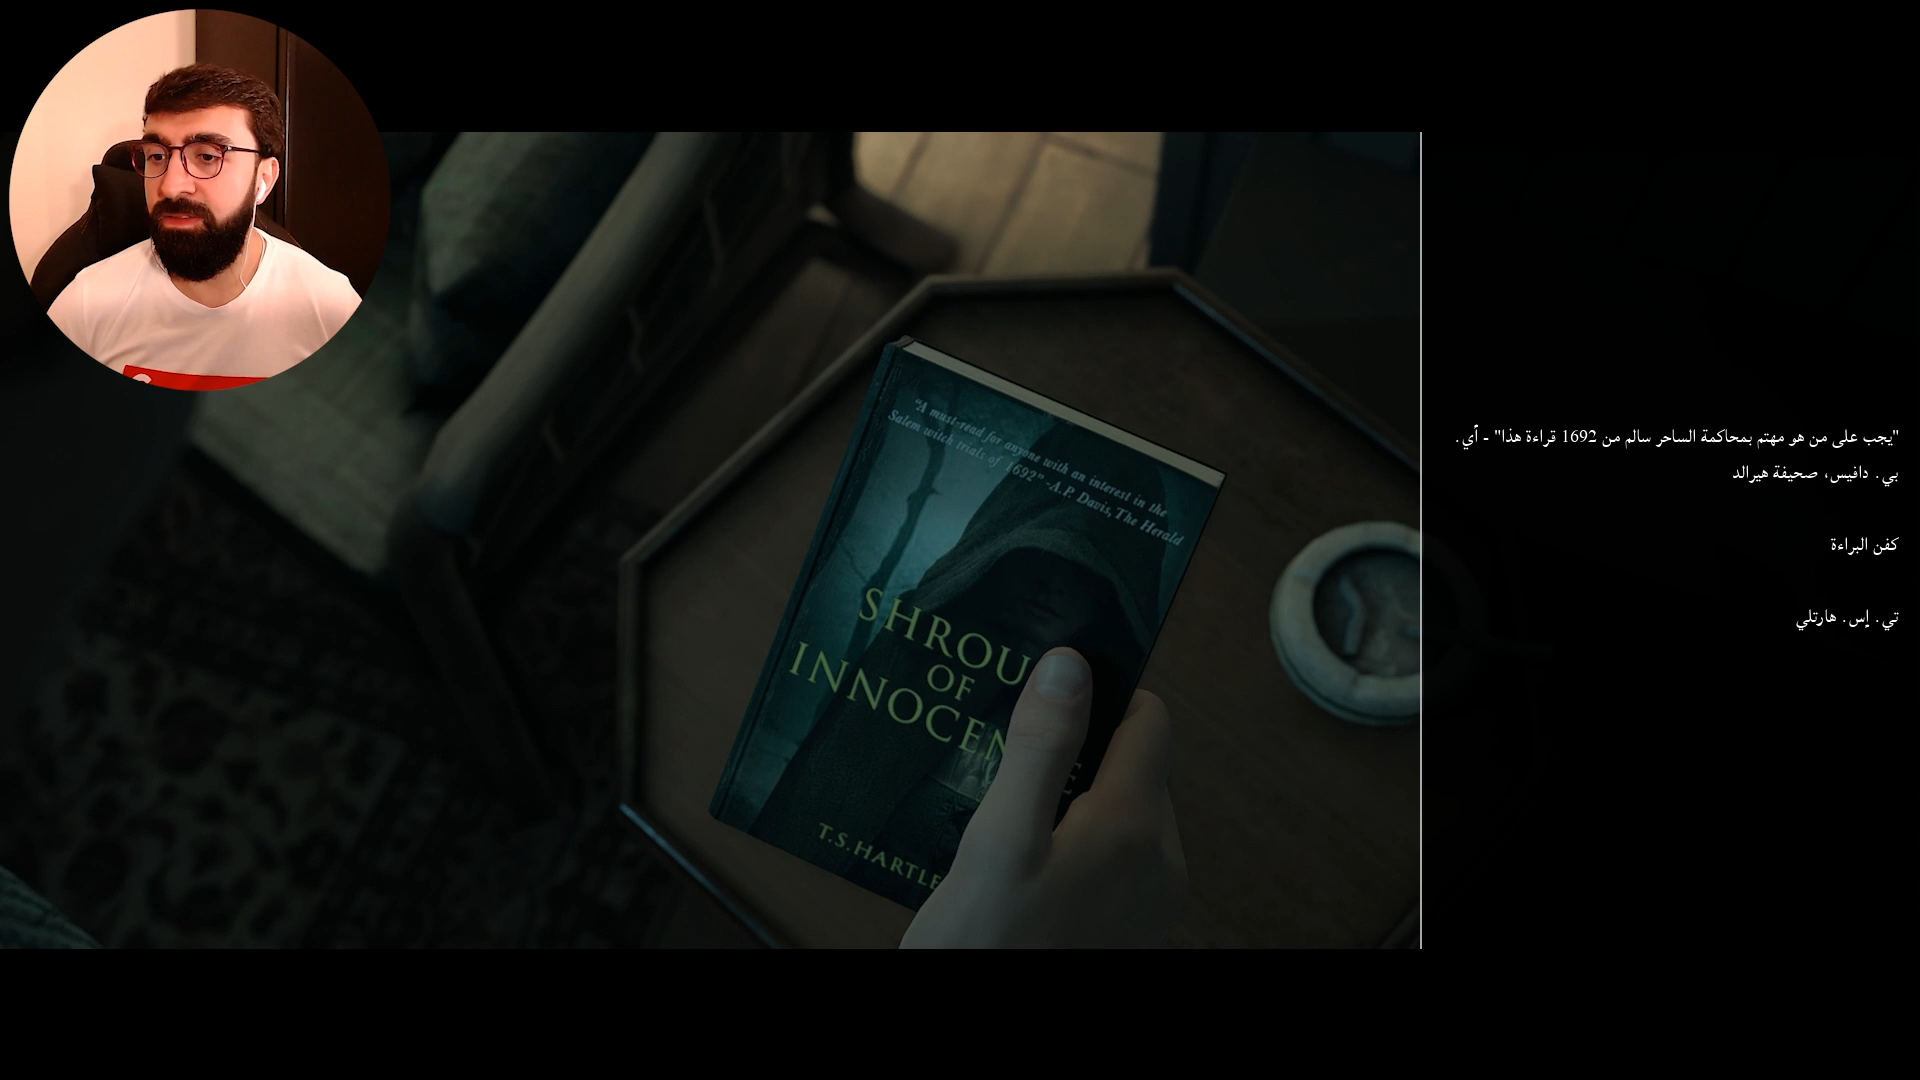 "A must-read for anyone with an interest in the
Salem witch trials of 1692" -A.P. Davis, The Herald
SHROU
OF
INNOCEN E
T.S. HARTLE
"يجب على من هو مهتم بمحاكمة الساحر سالم من 1692 قراءة هذا" - أي.
بي. دافيس، صحيفة هيرالد
كفن البراءة
تي. إس. هارتلي